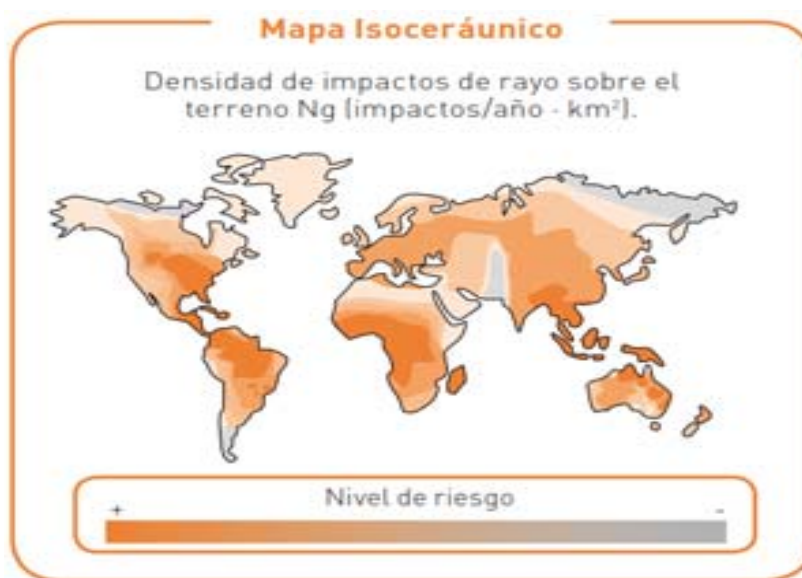 Mapa Isoceráunico
Densidad de impactos de rayo sobre el
terreno Ng (impactos/año - km²).
Nivel de riesgo
+ -